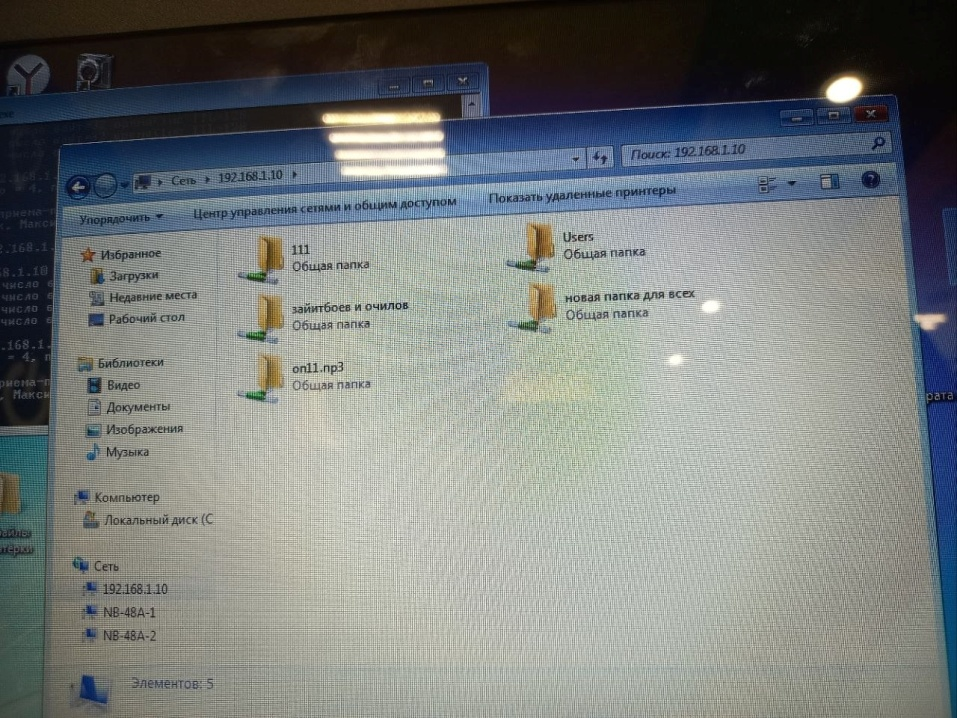 Сеть 192.168.1.10
Поиск: 192.168.1.10
Упорядочить
Центр управления сетями и общим доступом
Показать удаленные принтеры
Избранное
Загрузки
Недавние места
Рабочий стол
Библиотеки
Видео
Документы
Изображения
Музыка
Компьютер
Локальный диск (C
Сеть
192.168.1.10
NB-48A-1
NB-48A-2
111
Общая папка
зайитбоев и очилов
Общая папка
on11.np3
Общая папка
Users
Общая папка
новая папка для всех
Общая папка
Элементов: 5